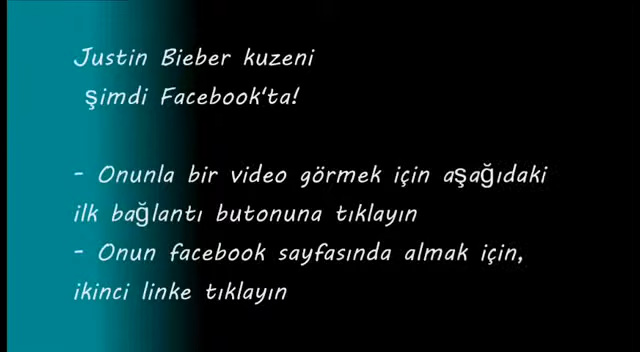 Justin Bieber kuzeni
şimdi Facebook'ta!
- Onunla bir video görmek için aşağıdaki
ilk bağlantı butonuna tıklayın
- Onun facebook sayfasında almak için,
ikinci linke tıklayın